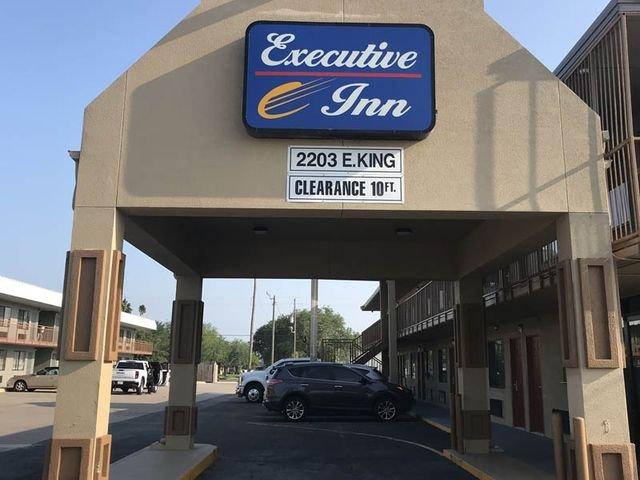 Executive
Inn
2203 E.KING
CLEARANCE 10FT.